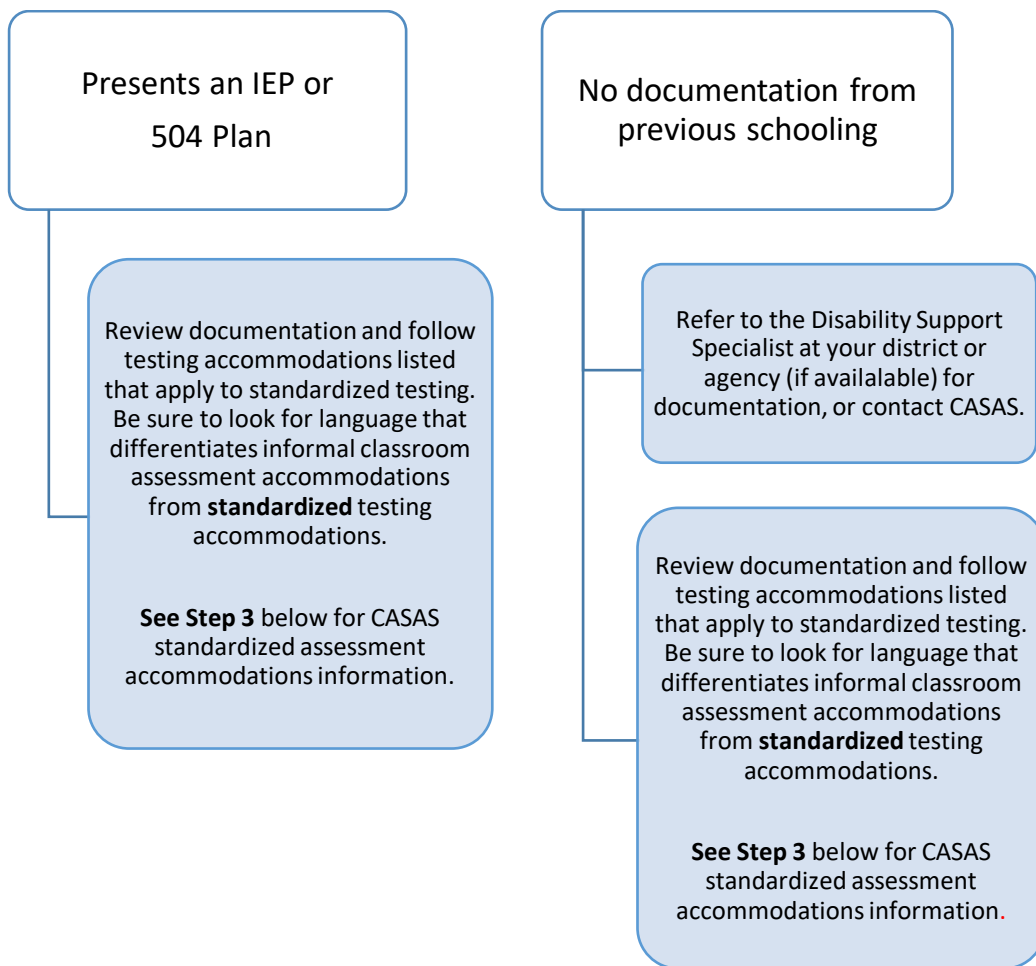 Presents an IEP or
504 Plan
Review documentation and follow
testing accommodations listed
that apply to standardized testing.
Be sure to look for language that
differentiates informal classroom
assessment accommodations
from standardized testing
accommodations.
See Step 3 below for CASAS
standardized assessment
accommodations information.
No documentation from
previous schooling
Refer to the Disability Support
Specialist at your district or
agency (if availalable) for
documentation, or contact CASAS.
Review documentation and follow
testing accommodations listed
that apply to standardized testing.
Be sure to look for language that
differentiates informal classroom
assessment accommodations
from standardized testing
accommodations.
See Step 3 below for CASAS
standardized assessment
accommodations information.